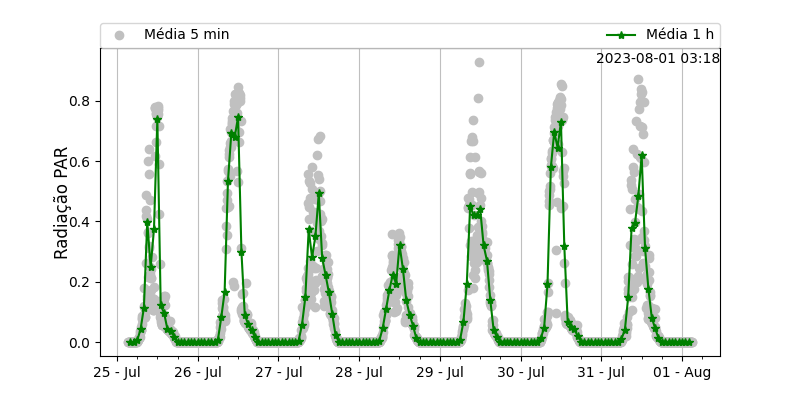 Média 5 min
Média 1 h
2023-08-01 03:18
Radiação PAR
0.8
0.6
0.4
0.2
0.0
25 - Jul
26 - Jul
27 - Jul
28 - Jul
29 - Jul
30 - Jul
31 - Jul
01 - Aug